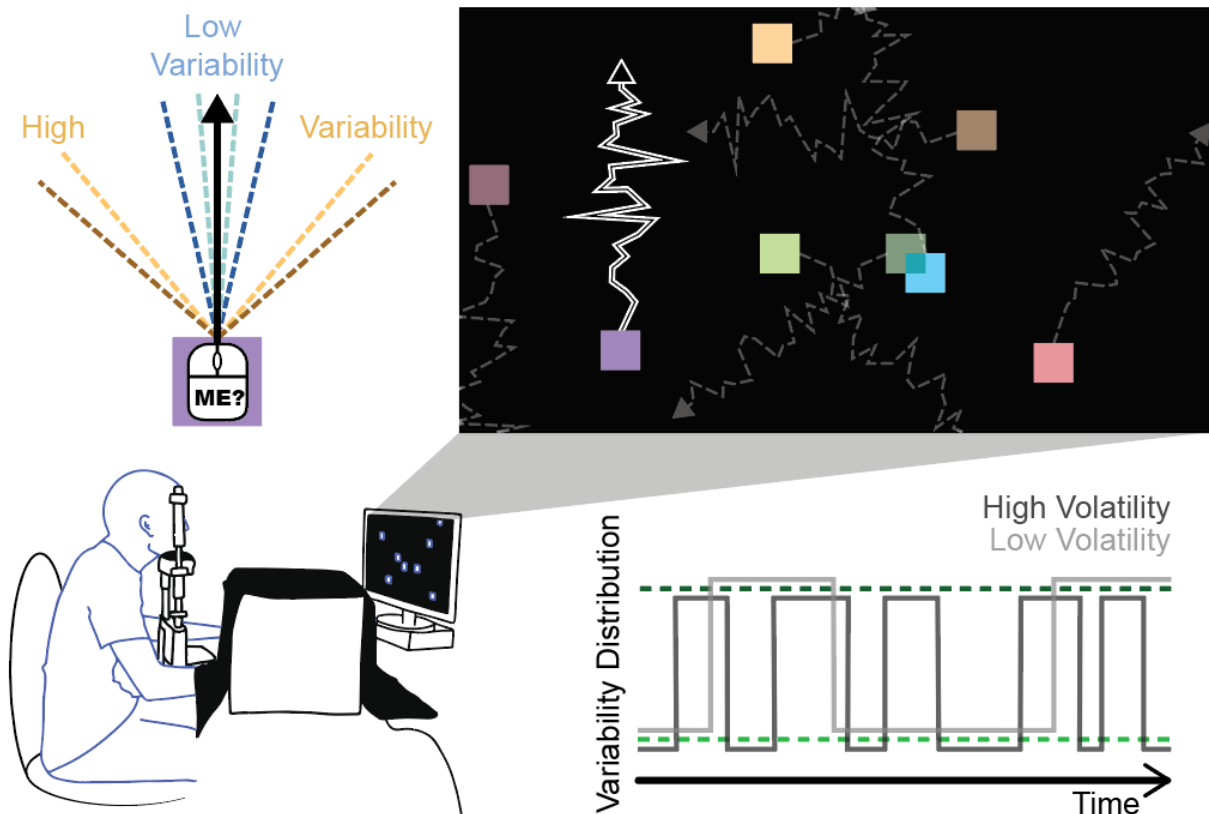 Low
Variability
High
Variability
ME?
High Volatility
Low Volatility
Variability Distribution
Time